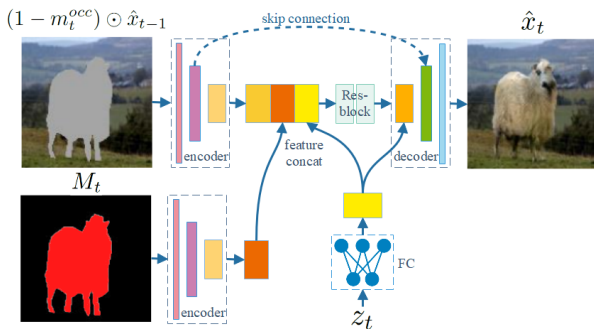 (1 − m_t^{occ}) ⊙ x̂_{t−1}
skip connection
x̂_t
encoder
Res-
block
decoder
feature
concat
M_t
encoder
FC
z_t